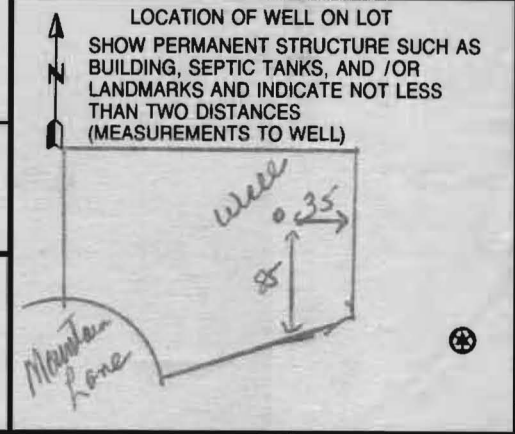 LOCATION OF WELL ON LOT
SHOW PERMANENT STRUCTURE SUCH AS
BUILDING, SEPTIC TANKS, AND /OR
LANDMARKS AND INDICATE NOT LESS
THAN TWO DISTANCES
(MEASUREMENTS TO WELL)
N
Well
35
85
Mountain
Lane